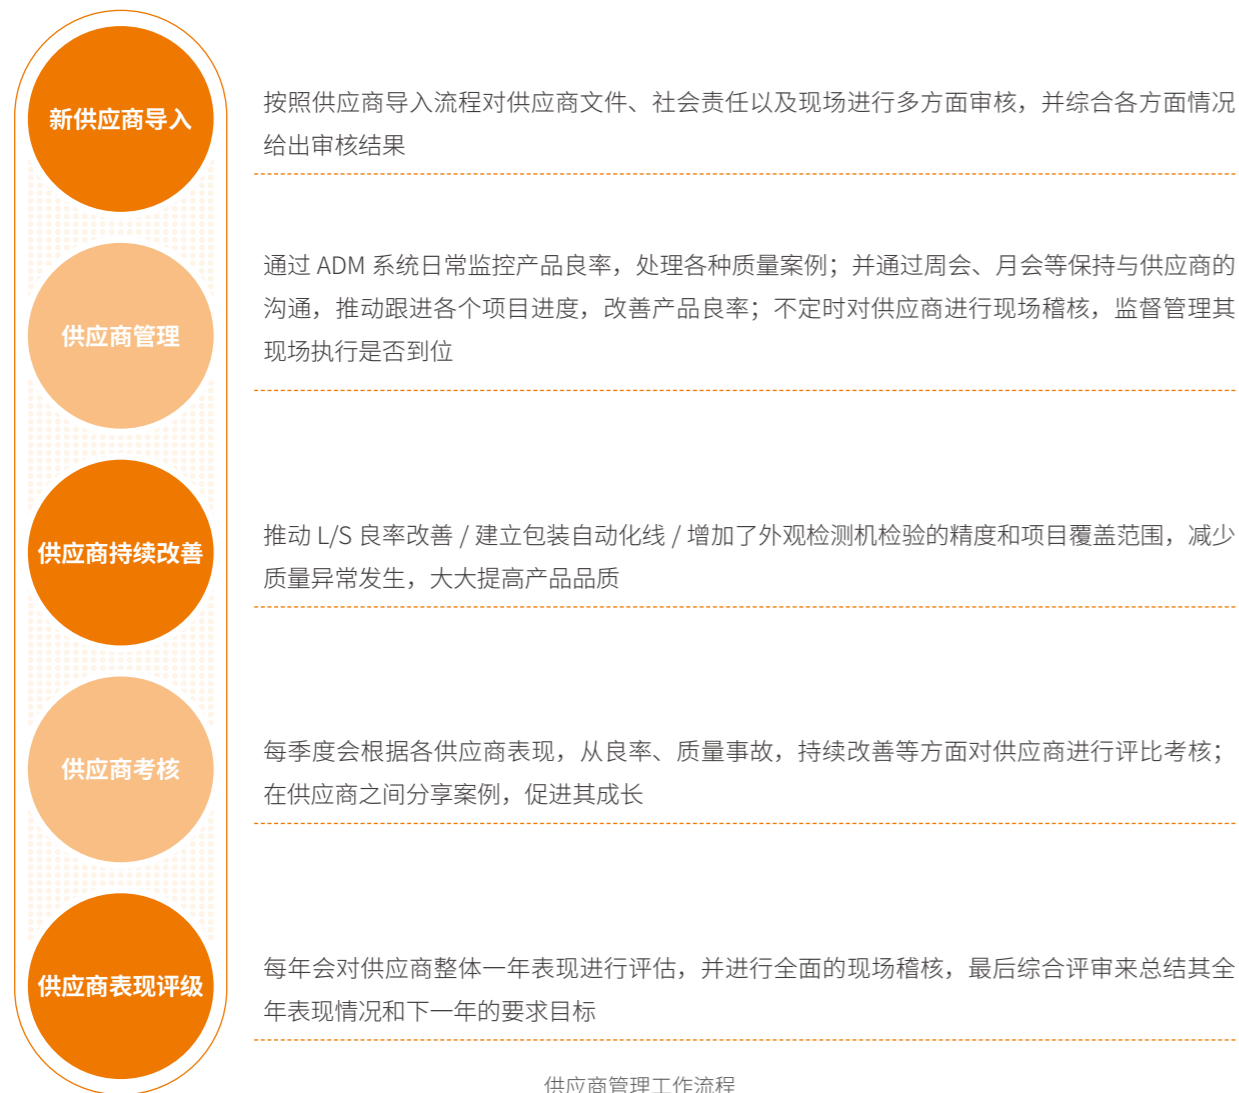 新供应商导入
按照供应商导入流程对供应商文件、社会责任以及现场进行多方面审核，并综合各方面情况
给出审核结果
供应商管理
通过 ADM 系统日常监控产品良率，处理各种质量案例；并通过周会、月会等保持与供应商的
沟通，推动跟进各个项目进度，改善产品良率；不定时对供应商进行现场稽核，监督管理其
现场执行是否到位
供应商持续改善
推动 L/S 良率改善 / 建立包装自动化线 / 增加了外观检测机检验的精度和项目覆盖范围，减少
质量异常发生，大大提高产品品质
供应商考核
每季度会根据各供应商表现，从良率、质量事故，持续改善等方面对供应商进行评比考核；
在供应商之间分享案例，促进其成长
供应商表现评级
每年会对供应商整体一年表现进行评估，并进行全面的现场稽核，最后综合评审来总结其全
年表现情况和下一年的要求目标
供应商管理工作流程